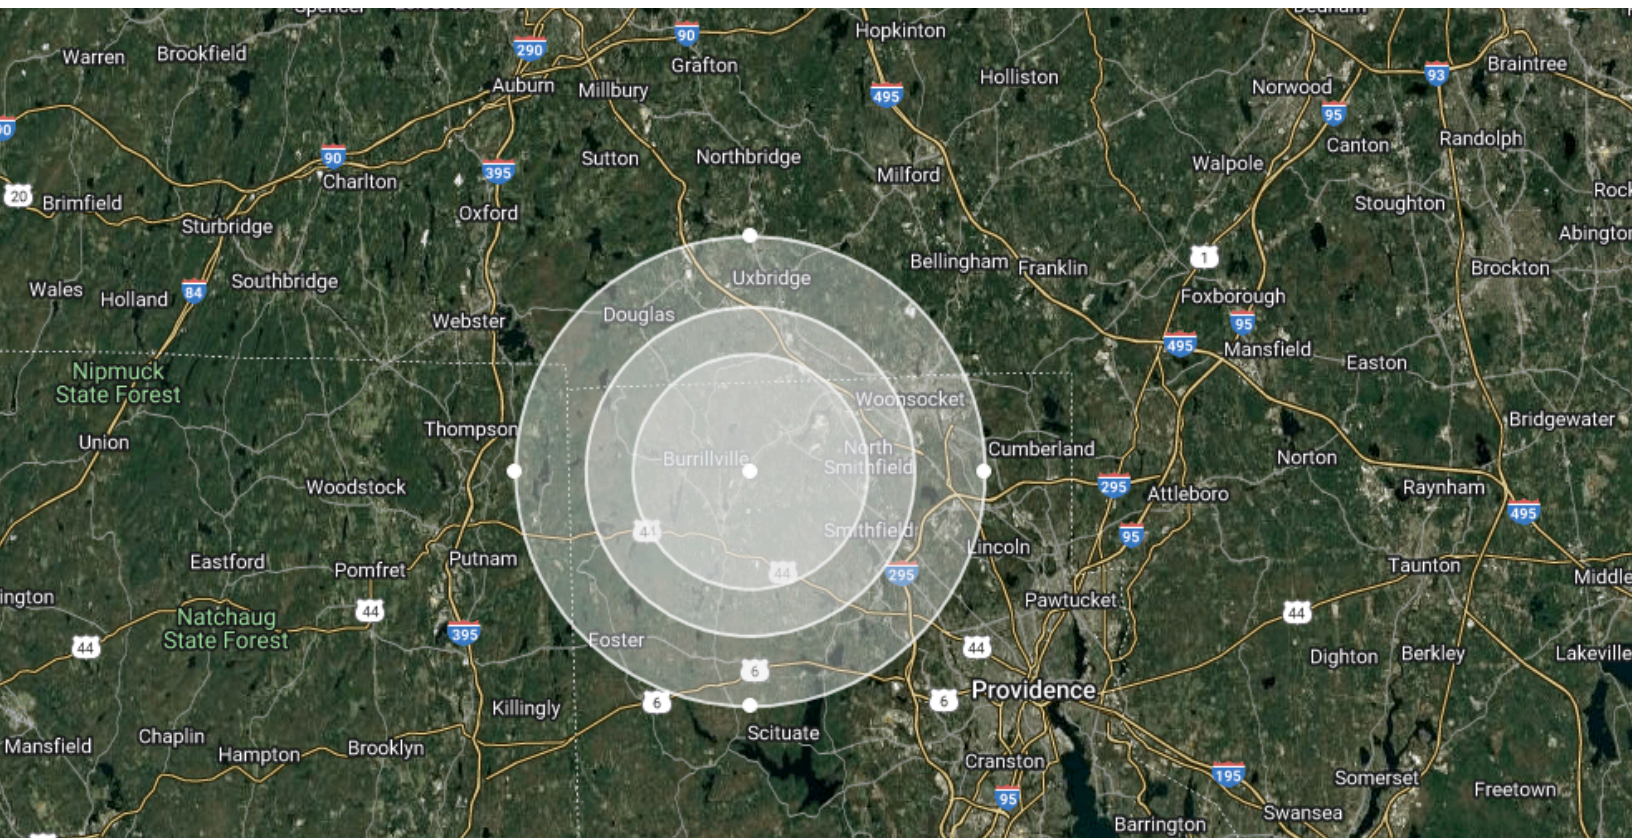 Spencer
Dedham
Warren
Brookfield
290
90
Hopkinton
Grafton
Auburn
Millbury
495
Holliston
Norwood
93
Braintree
95
90
Charlton
395
Sutton
Northbridge
Milford
Walpole
Canton
Randolph
20
Brimfield
Oxford
Stoughton
Sturbridge
Abington
Wales
Holland
84
Southbridge
Uxbridge
Bellingham
Franklin
1
Brockton
Webster
Douglas
Foxborough
95
Nipmuck
State Forest
495
Mansfield
Easton
Union
Thompson
Woonsocket
Burrillville
North
Smithfield
Cumberland
Norton
Bridgewater
Woodstock
295
Attleboro
Raynham
495
44
Smithfield
95
Eastford
Pomfret
Putnam
44
295
Lincoln
Taunton
Middle
ington
Natchaug
State Forest
44
395
Pawtucket
44
44
Foster
44
Dighton
Berkley
Lakeville
6
6
6
Providence
Killingly
Mansfield
Chaplin
Hampton
Brooklyn
Scituate
Cranston
95
195
Somerset
Freetown
Barrington
Swansea